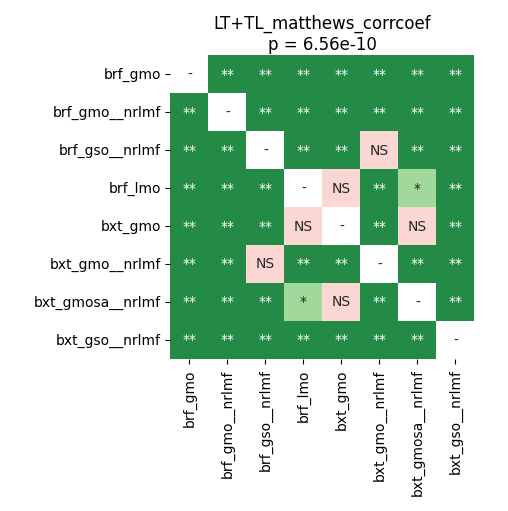 LT+TL_matthews_corrcoef
p = 6.56e-10
brf_gmo - ** ** ** ** ** ** **
brf_gmo__nrlmf ** - ** ** ** ** ** **
brf_gso__nrlmf ** ** - ** ** NS ** **
brf_lmo ** ** ** - NS ** * **
bxt_gmo ** ** ** NS - ** NS **
bxt_gmo__nrlmf ** ** NS ** ** - ** **
bxt_gmosa__nrlmf ** ** ** * NS ** - **
bxt_gso__nrlmf ** ** ** ** ** ** ** -
brf_gmo
brf_gmo__nrlmf
brf_gso__nrlmf
brf_lmo
bxt_gmo
bxt_gmo__nrlmf
bxt_gmosa__nrlmf
bxt_gso__nrlmf